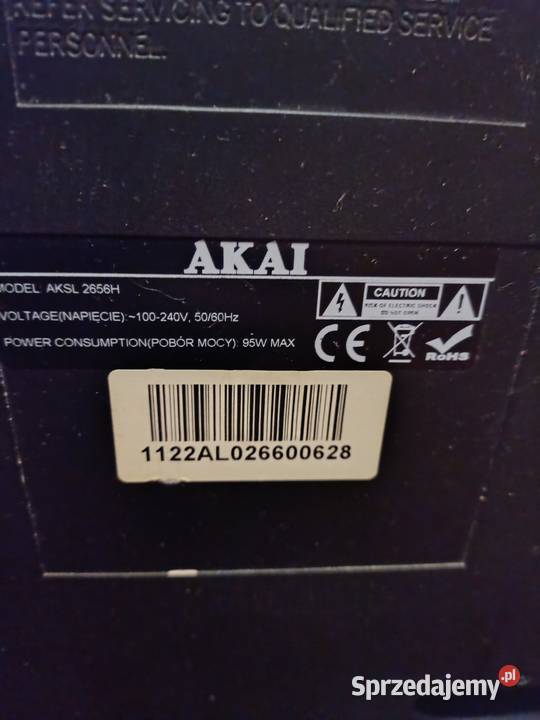 REFER SERVICING TO QUALIFIED SERVICE
PERSONNEL.
AKAI
MODEL AKSL 2656H
CAUTION
RISK OF ELECTRIC SHOCK
DO NOT OPEN
VOLTAGE(NAPIĘCIE):~100-240V, 50/60Hz
POWER CONSUMPTION(POBÓR MOCY): 95W MAX
CE
RoHS
1122AL026600628
Sprzedajemy.pl